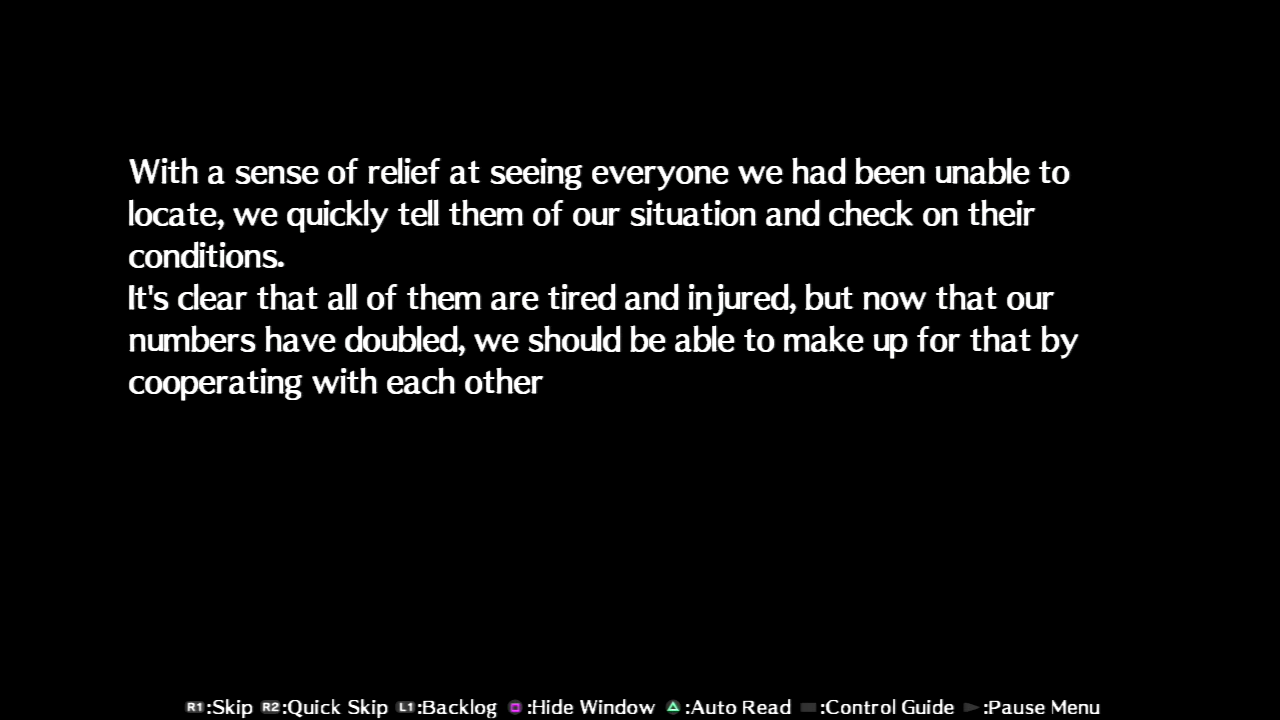 With a sense of relief at seeing everyone we had been unable to
locate, we quickly tell them of our situation and check on their
conditions.
It's clear that all of them are tired and injured, but now that our
numbers have doubled, we should be able to make up for that by
cooperating with each other
R1:Skip R2:Quick Skip L1:Backlog :Hide Window :Auto Read :Control Guide :Pause Menu